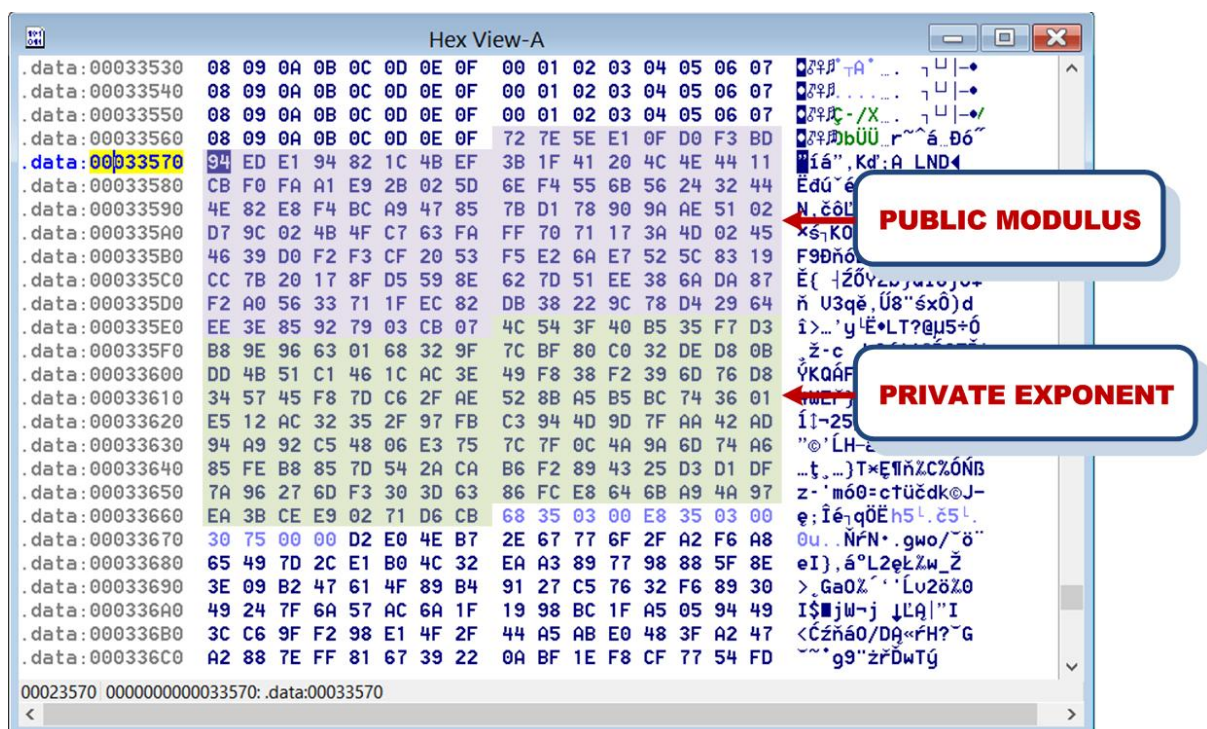 Hex View-A
.data:00033530 08 09 0A 0B 0C 0D 0E 0F 00 01 02 03 04 05 06 07
.data:00033540 08 09 0A 0B 0C 0D 0E 0F 00 01 02 03 04 05 06 07
.data:00033550 08 09 0A 0B 0C 0D 0E 0F 00 01 02 03 04 05 06 07
.data:00033560 08 09 0A 0B 0C 0D 0E 0F 72 7E 5E E1 0F D0 F3 BD
.data:00033570 94 ED E1 94 82 1C 4B EF 3B 1F 41 20 4C 4E 44 11
.data:00033580 CB F0 FA A1 E9 2B 02 5D 6E F4 55 6B 56 24 32 44
.data:00033590 4E 82 E8 F4 BC A9 47 85 7B D1 78 90 9A AE 51 02
.data:000335A0 D7 9C 02 4B 4F C7 63 FA FF 70 71 17 3A 4D 02 45
.data:000335B0 46 39 D0 F2 F3 CF 20 53 F5 E2 6A E7 52 5C 83 19
.data:000335C0 CC 7B 20 17 8F D5 59 8E 62 7D 51 EE 38 6A DA 87
.data:000335D0 F2 A0 56 33 71 1F EC 82 DB 38 22 9C 78 D4 29 64
.data:000335E0 EE 3E 85 92 79 03 CB 07 4C 54 3F 40 B5 35 F7 D3
.data:000335F0 B8 9E 96 63 01 68 32 9F 7C BF 80 C0 32 DE D8 0B
.data:00033600 DD 4B 51 C1 46 1C AC 3E 49 F8 38 F2 39 6D 76 D8
.data:00033610 34 57 45 F8 7D C6 2F AE 52 8B A5 B5 BC 74 36 01
.data:00033620 E5 12 AC 32 35 2F 97 FB C3 94 4D 9D 7F AA 42 AD
.data:00033630 94 A9 92 C5 48 06 E3 75 7C 7F 0C 4A 9A 6D 74 A6
.data:00033640 85 FE B8 85 7D 54 2A CA B6 F2 89 43 25 D3 D1 DF
.data:00033650 7A 96 27 6D F3 30 3D 63 86 FC E8 64 6B A9 4A 97
.data:00033660 EA 3B CE E9 02 71 D6 CB 68 35 03 00 E8 35 03 00
.data:00033670 30 75 00 00 D2 E0 4E B7 2E 67 77 6F 2F A2 F6 A8
.data:00033680 65 49 7D 2C E1 B0 4C 32 EA A3 89 77 98 88 5F 8E
.data:00033690 3E 09 B2 47 61 4F 89 B4 91 27 C5 76 32 F6 89 30
.data:000336A0 49 24 7F 6A 57 AC 6A 1F 19 98 BC 1F A5 05 94 49
.data:000336B0 3C C6 9F F2 98 E1 4F 2F 44 A5 AB E0 48 3F A2 47
.data:000336C0 A2 88 7E FF 81 67 39 22 0A BF 1E F8 CF 77 54 FD
PUBLIC MODULUS
PRIVATE EXPONENT
00023570 0000000000033570: .data:00033570